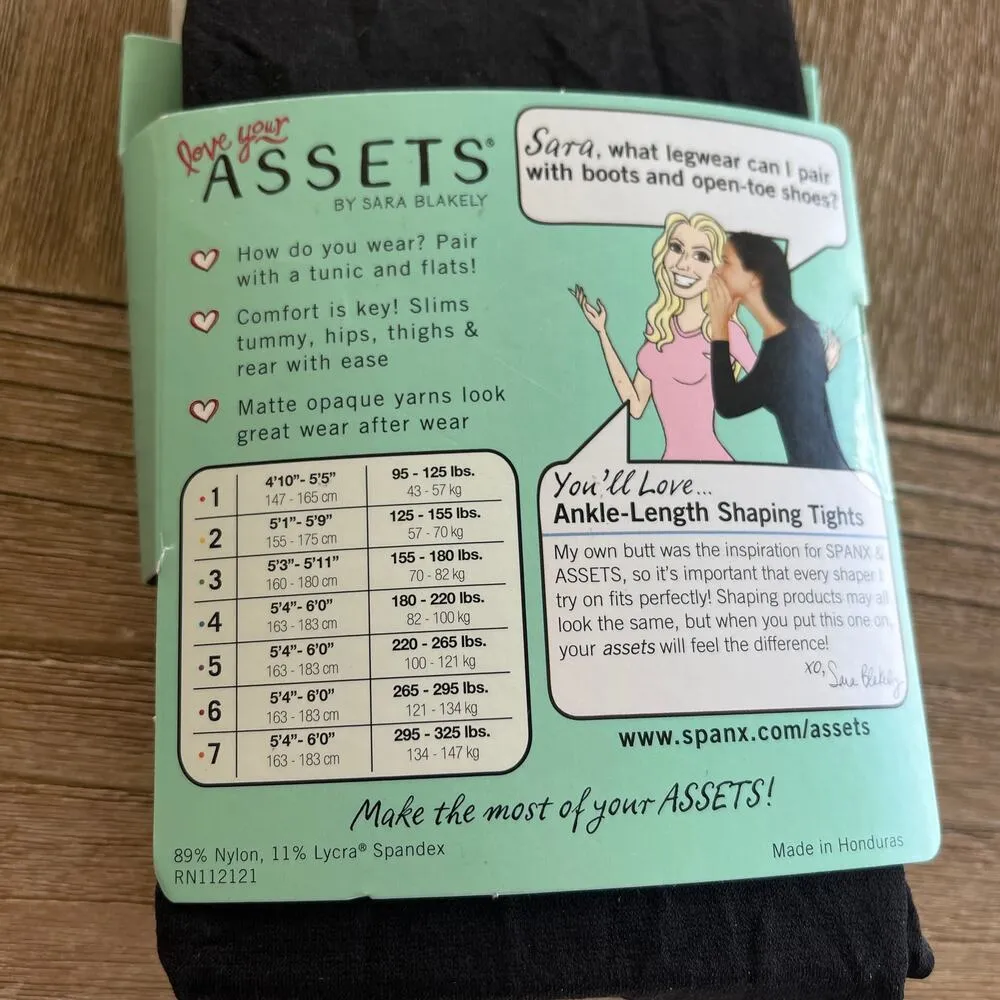 love your
ASSETS®
BY SARA BLAKELY
Sara, what legwear can I pair
with boots and open-toe shoes?
How do you wear? Pair
with a tunic and flats!
Comfort is key! Slims
tummy, hips, thighs &
rear with ease
Matte opaque yarns look
great wear after wear
•1 4'10"- 5'5" 95 - 125 lbs.
147 - 165 cm 43 - 57 kg
•2 5'1"- 5'9" 125 - 155 lbs.
155 - 175 cm 57 - 70 kg
•3 5'3"- 5'11" 155 - 180 lbs.
160 - 180 cm 70 - 82 kg
•4 5'4"- 6'0" 180 - 220 lbs.
163 - 183 cm 82 - 100 kg
•5 5'4"- 6'0" 220 - 265 lbs.
163 - 183 cm 100 - 121 kg
•6 5'4"- 6'0" 265 - 295 lbs.
163 - 183 cm 121 - 134 kg
•7 5'4"- 6'0" 295 - 325 lbs.
163 - 183 cm 134 - 147 kg
You'll Love...
Ankle-Length Shaping Tights
My own butt was the inspiration for SPANX &
ASSETS, so it's important that every shaper I
try on fits perfectly! Shaping products may all
look the same, but when you put this one on,
your assets will feel the difference!
xo, Sara Blakely
www.spanx.com/assets
Make the most of your ASSETS!
89% Nylon, 11% Lycra® Spandex
RN112121
Made in Honduras